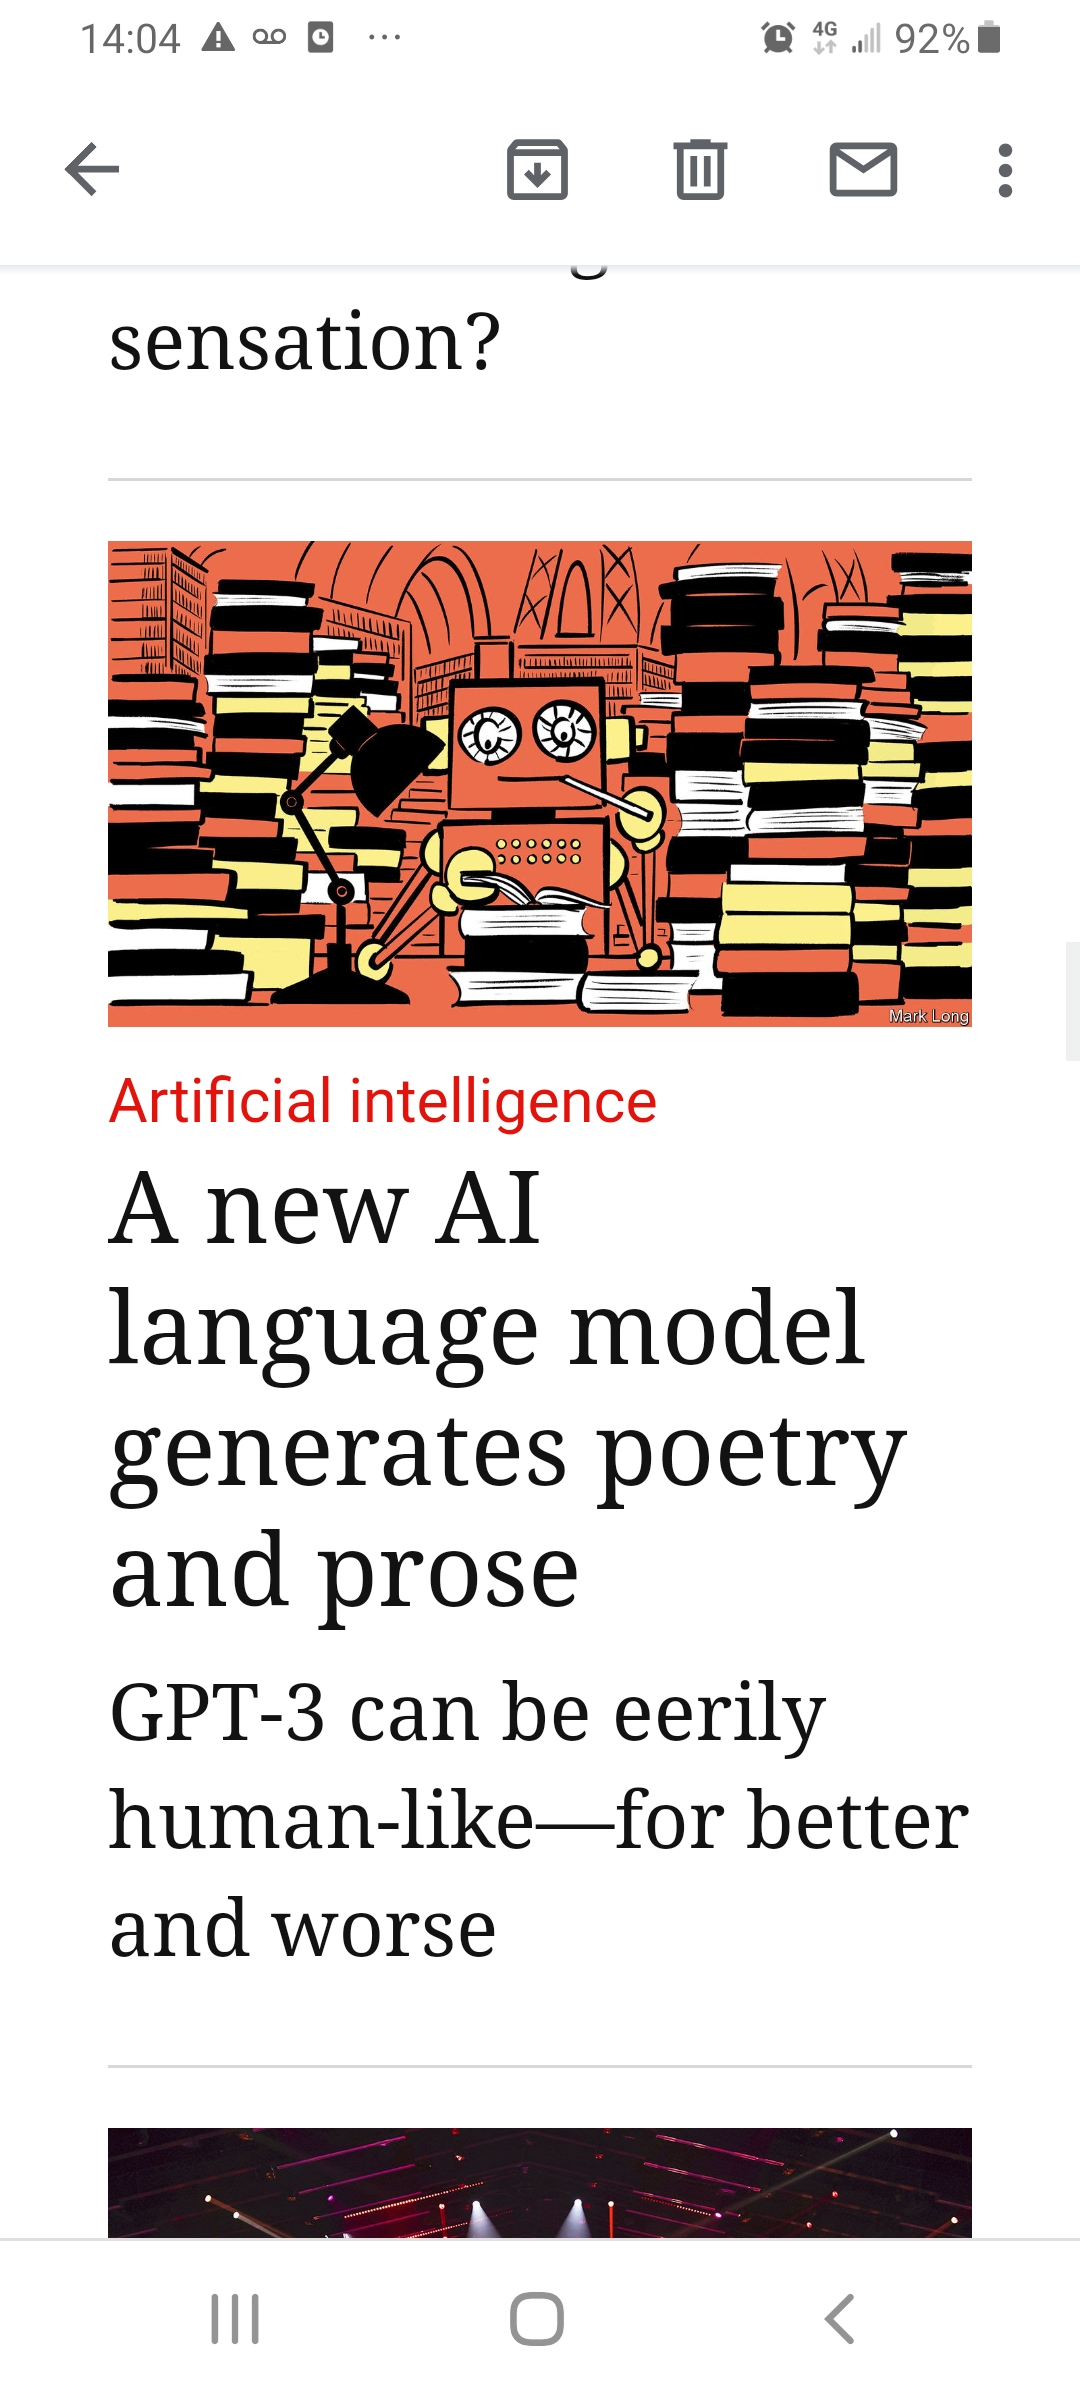 14:04 4G 92%
sensation?
Mark Long
Artificial intelligence
A new AI
language model
generates poetry
and prose
GPT-3 can be eerily
human-like—for better
and worse